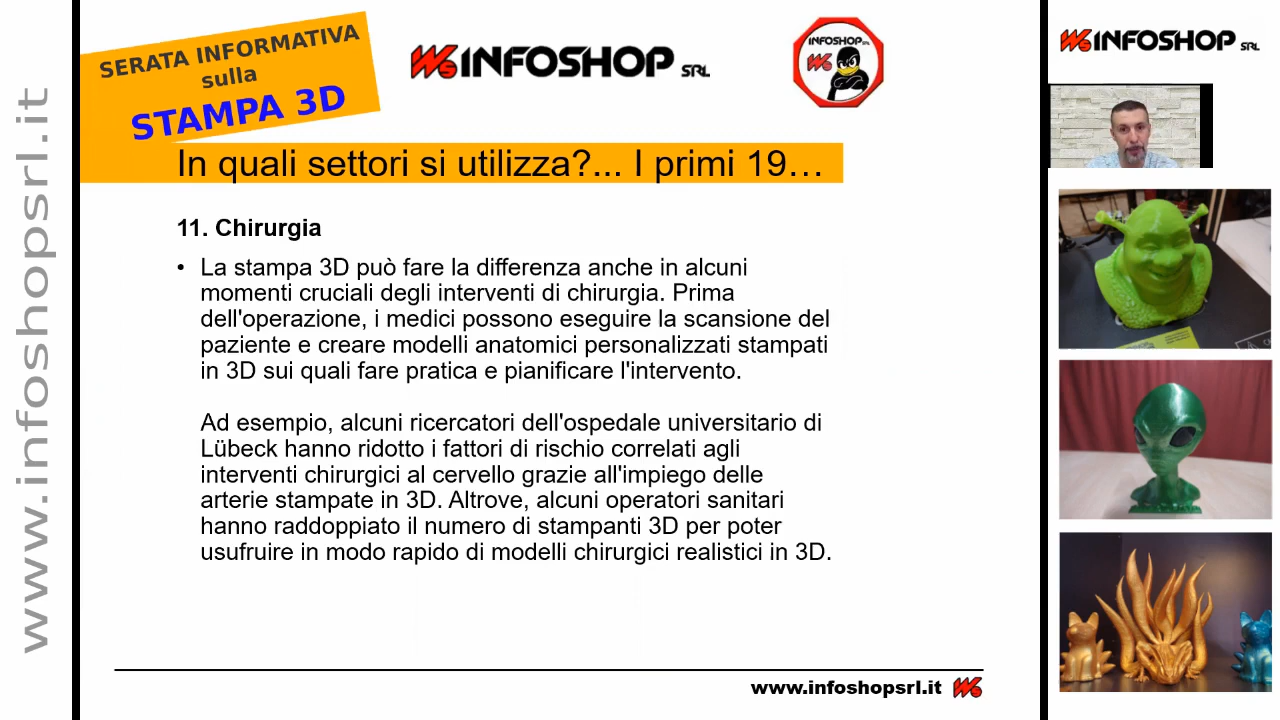 www.infoshopsrl.it
SERATA INFORMATIVA
sulla
STAMPA 3D
WS INFOSHOP SRL
INFOSHOP SRL
WS
In quali settori si utilizza?... I primi 19…
11. Chirurgia
• La stampa 3D può fare la differenza anche in alcuni
momenti cruciali degli interventi di chirurgia. Prima
dell'operazione, i medici possono eseguire la scansione del
paziente e creare modelli anatomici personalizzati stampati
in 3D sui quali fare pratica e pianificare l'intervento.
Ad esempio, alcuni ricercatori dell'ospedale universitario di
Lübeck hanno ridotto i fattori di rischio correlati agli
interventi chirurgici al cervello grazie all'impiego delle
arterie stampate in 3D. Altrove, alcuni operatori sanitari
hanno raddoppiato il numero di stampanti 3D per poter
usufruire in modo rapido di modelli chirurgici realistici in 3D.
www.infoshopsrl.it WS
WS INFOSHOP SRL